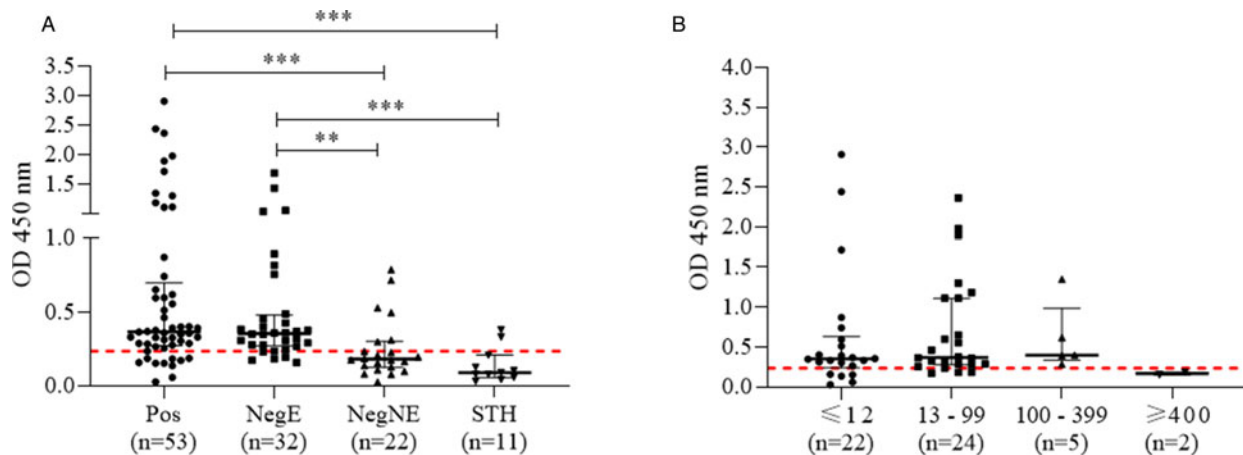 A
***
***
***
**
OD 450 nm
3.5
3.0
2.5
2.0
1.5
1.0
0.5
0.0
Pos NegE NegNE STH
(n=53) (n=32) (n=22) (n=11)
B
OD 450 nm
4.0
3.5
3.0
2.5
2.0
1.5
1.0
0.5
0.0
⩽12 13 - 99 100 - 399 ⩾400
(n=22) (n=24) (n=5) (n=2)